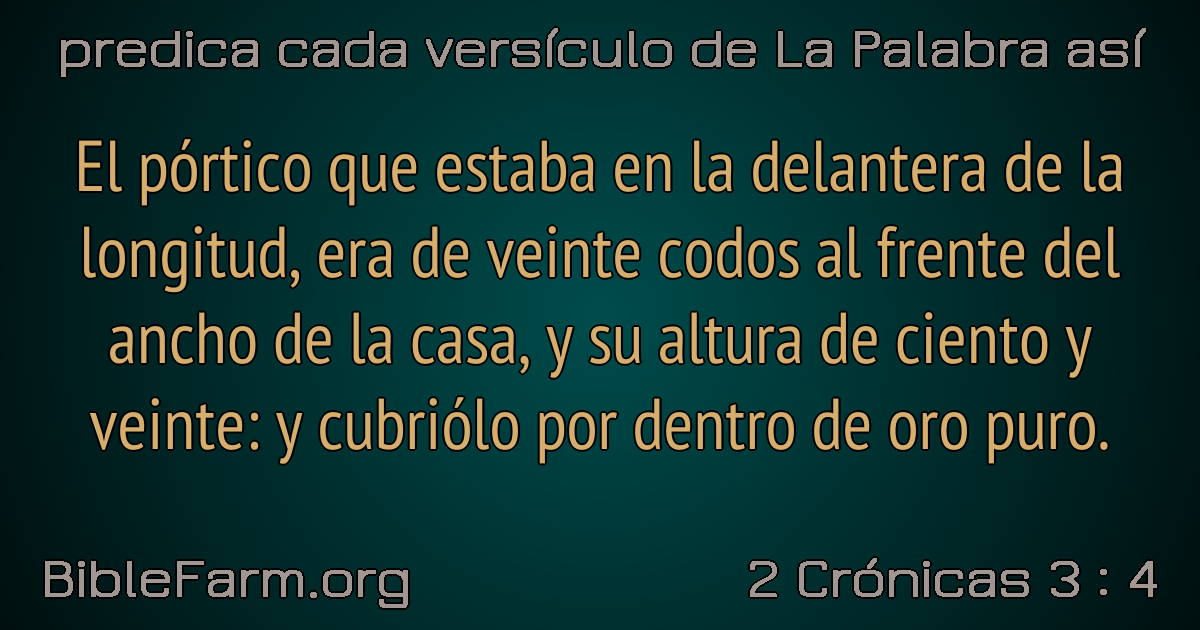 predica cada versículo de La Palabra así
El pórtico que estaba en la delantera de la
longitud, era de veinte codos al frente del
ancho de la casa, y su altura de ciento y
veinte: y cubriólo por dentro de oro puro.
BibleFarm.org
2 Crónicas 3 : 4